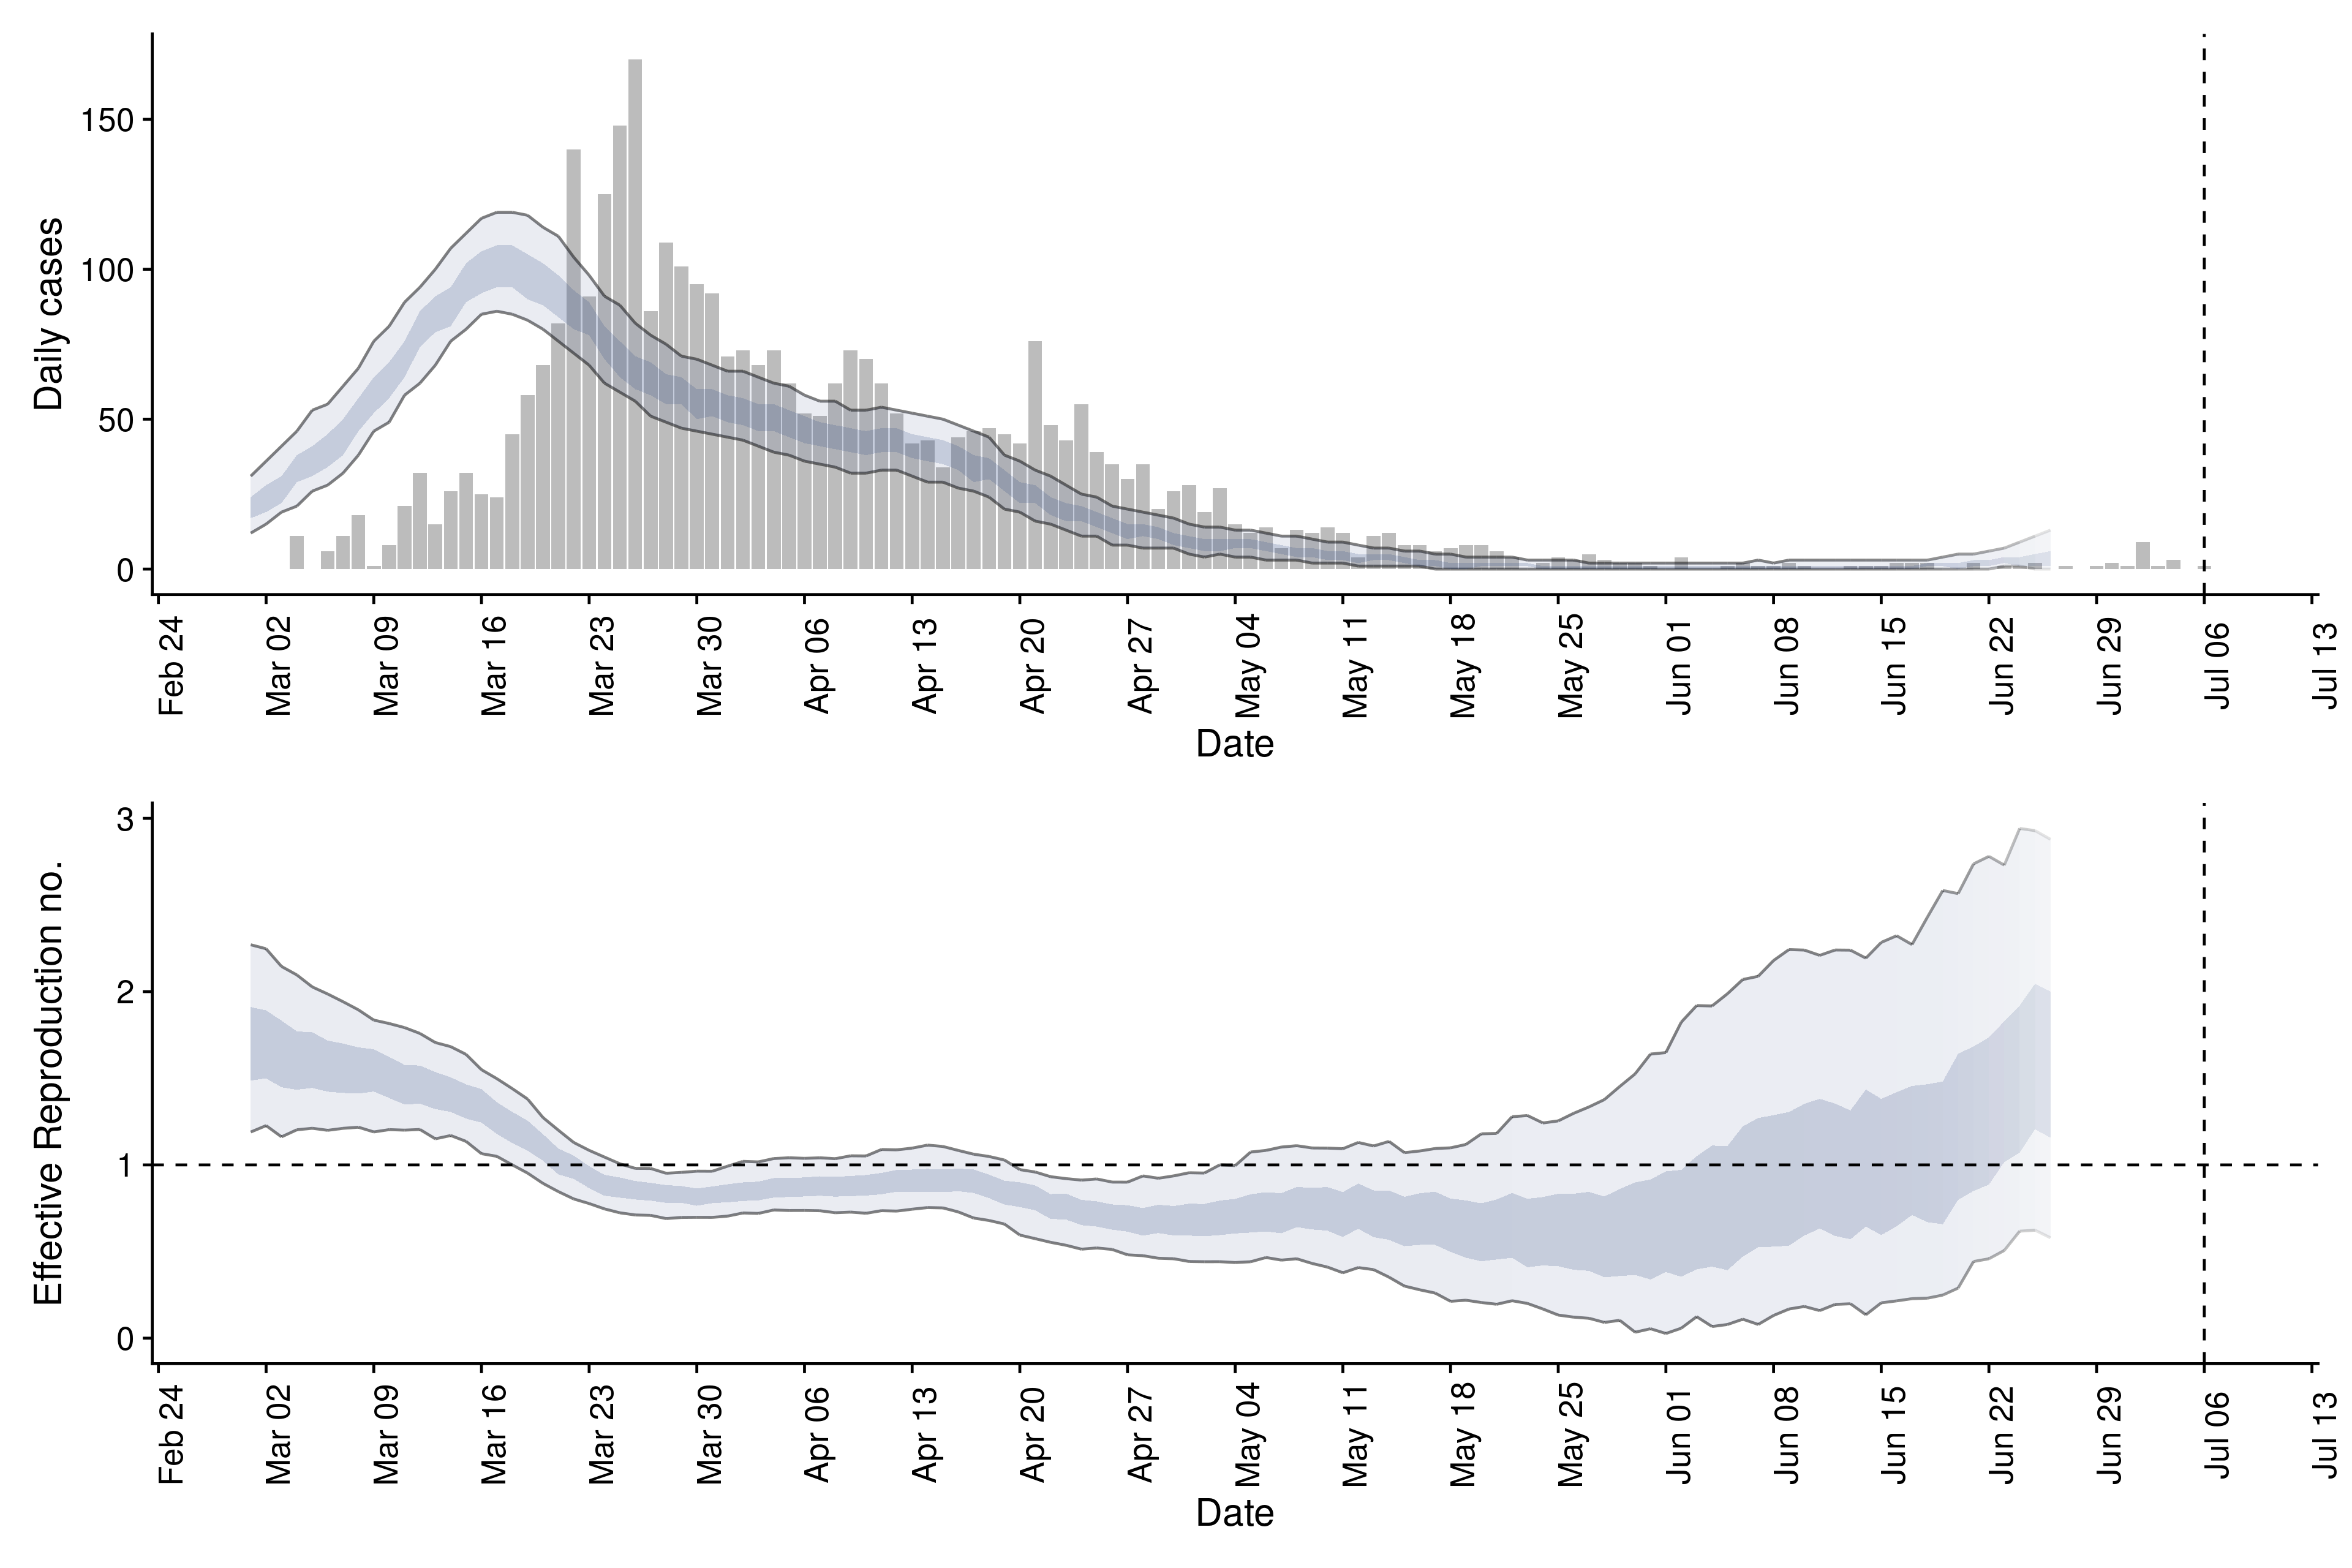 Daily cases
150
100
50
0
Feb 24
Mar 02
Mar 09
Mar 16
Mar 23
Mar 30
Apr 06
Apr 13
Apr 20
Apr 27
May 04
May 11
May 18
May 25
Jun 01
Jun 08
Jun 15
Jun 22
Jun 29
Jul 06
Jul 13
Date
Effective Reproduction no.
3
2
1
0
Feb 24
Mar 02
Mar 09
Mar 16
Mar 23
Mar 30
Apr 06
Apr 13
Apr 20
Apr 27
May 04
May 11
May 18
May 25
Jun 01
Jun 08
Jun 15
Jun 22
Jun 29
Jul 06
Jul 13
Date